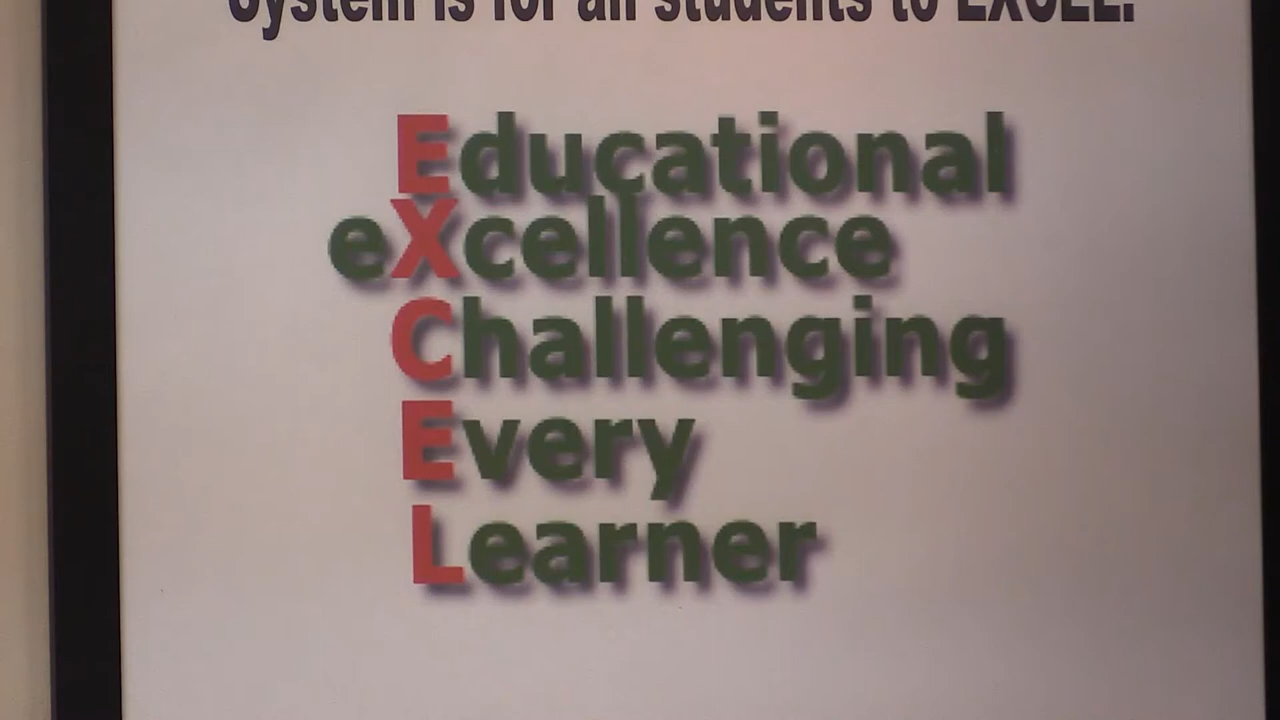 System is for all students to EXCEL.
Educational
eXcellence
Challenging
Every
Learner